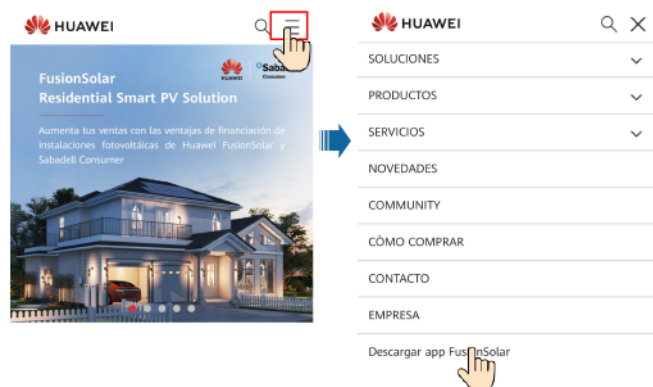 HUAWEI
FusionSolar
Residential Smart PV Solution
HUAWEI
Consumer
Aumenta tus ventas con las ventajas de financiación de
instalaciones fotovoltáicas de Huawei FusionSolar y
Sabadell Consumer
HUAWEI
SOLUCIONES
PRODUCTOS
SERVICIOS
NOVEDADES
COMMUNITY
CÒMO COMPRAR
CONTACTO
EMPRESA
Descargar app FusionSolar